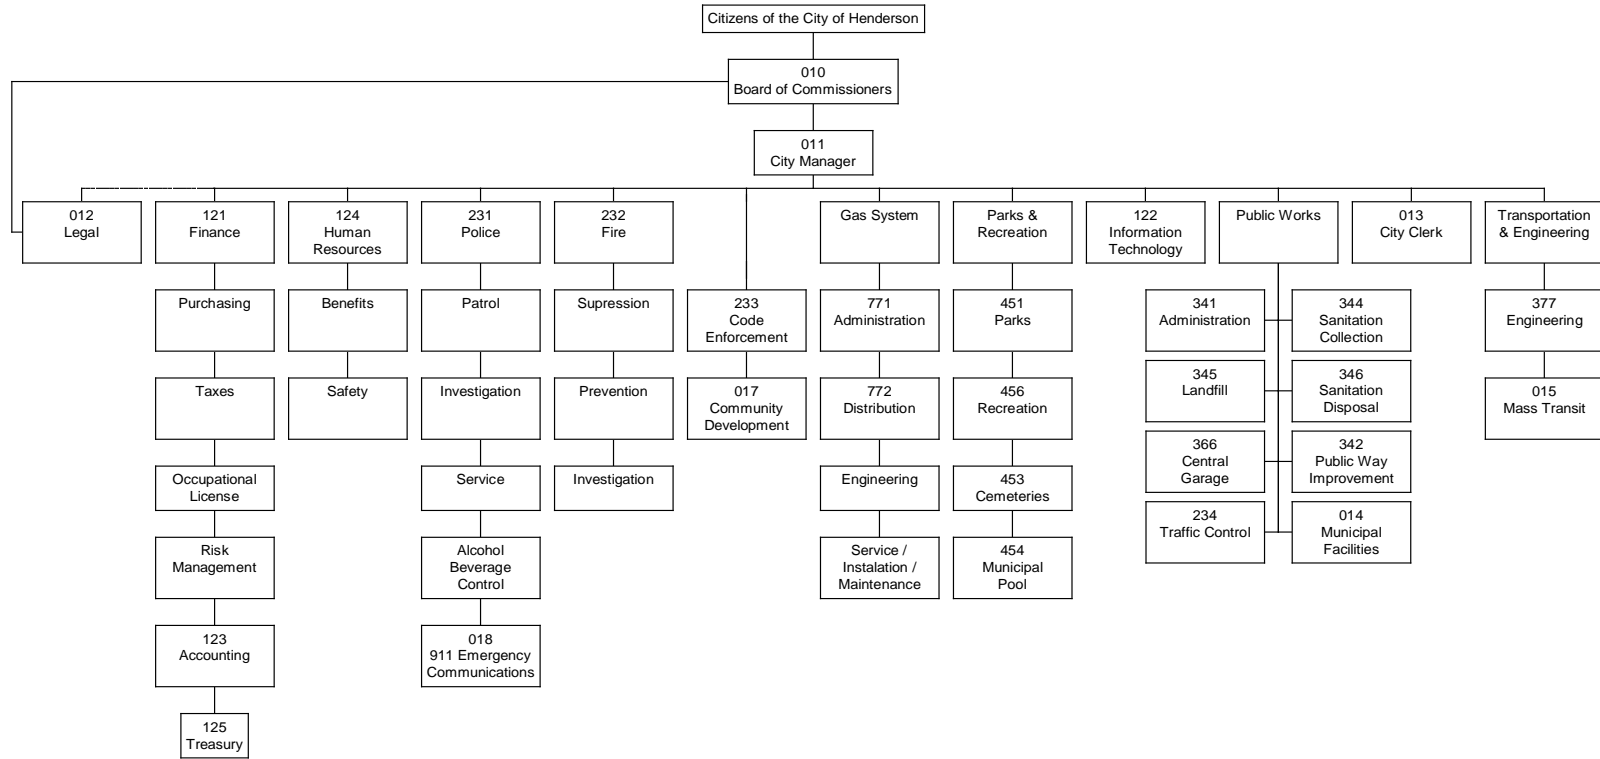 Citizens of the City of Henderson
010
Board of Commissioners
011
City Manager
012
Legal
121
Finance
124
Human
Resources
231
Police
232
Fire
Gas System
Parks &
Recreation
122
Information
Technology
Public Works
013
City Clerk
Transportation
& Engineering
Purchasing
Benefits
Patrol
Supression
233
Code
Enforcement
771
Administration
451
Parks
341
Administration
344
Sanitation
Collection
377
Engineering
Taxes
Safety
Investigation
Prevention
017
Community
Development
772
Distribution
456
Recreation
345
Landfill
346
Sanitation
Disposal
015
Mass Transit
Occupational
License
Service
Investigation
Engineering
453
Cemeteries
366
Central
Garage
342
Public Way
Improvement
Risk
Management
Alcohol
Beverage
Control
Service /
Instalation /
Maintenance
454
Municipal
Pool
234
Traffic Control
014
Municipal
Facilities
123
Accounting
018
911 Emergency
Communications
125
Treasury